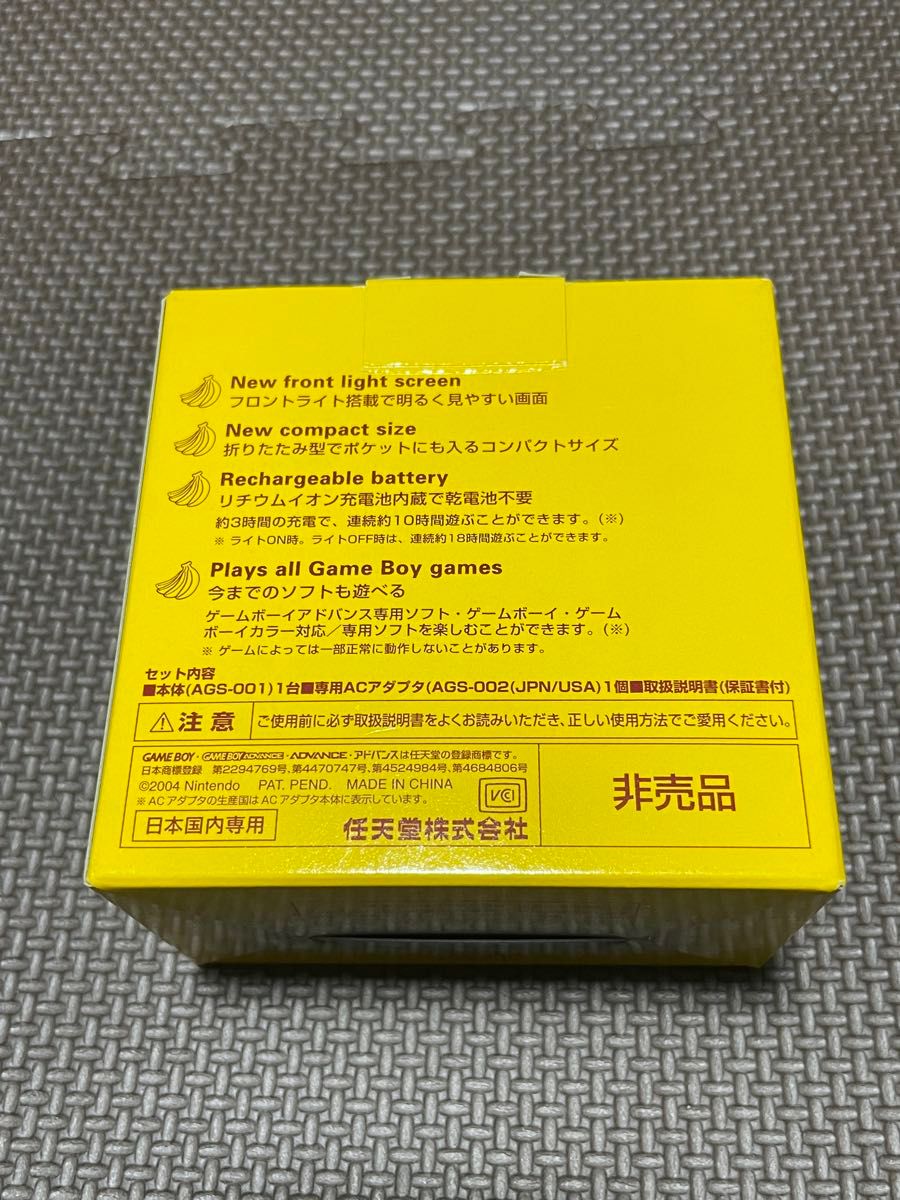 New front light screen
フロントライト搭載で明るく見やすい画面
New compact size
折りたたみ型でポケットにも入るコンパクトサイズ
Rechargeable battery
リチウムイオン充電池内蔵で乾電池不要
約3時間の充電で、連続約10時間遊ぶことができます。(※)
※ ライトON時。ライトOFF時は、連続約18時間遊ぶことができます。
Plays all Game Boy games
今までのソフトも遊べる
ゲームボーイアドバンス専用ソフト・ゲームボーイ・ゲーム
ボーイカラー対応/専用ソフトを楽しむことができます。(※)
※ ゲームによっては一部正常に動作しないことがあります。
セット内容
■本体(AGS-001)1台■専用ACアダプタ(AGS-002(JPN/USA)1個■取扱説明書(保証書付)
⚠注意 ご使用前に必ず取扱説明書をよくお読みいただき、正しい使用方法でご愛用ください。
GAME BOY・GAME BOY ADVANCE・ADVANCE・アドバンスは任天堂の登録商標です。
日本商標登録 第2294769号、第4470747号、第4524984号、第4684806号
©2004 Nintendo PAT. PEND. MADE IN CHINA
※ACアダプタの生産国はACアダプタ本体に表示しています。
VCI
日本国内専用
任天堂株式会社
非売品